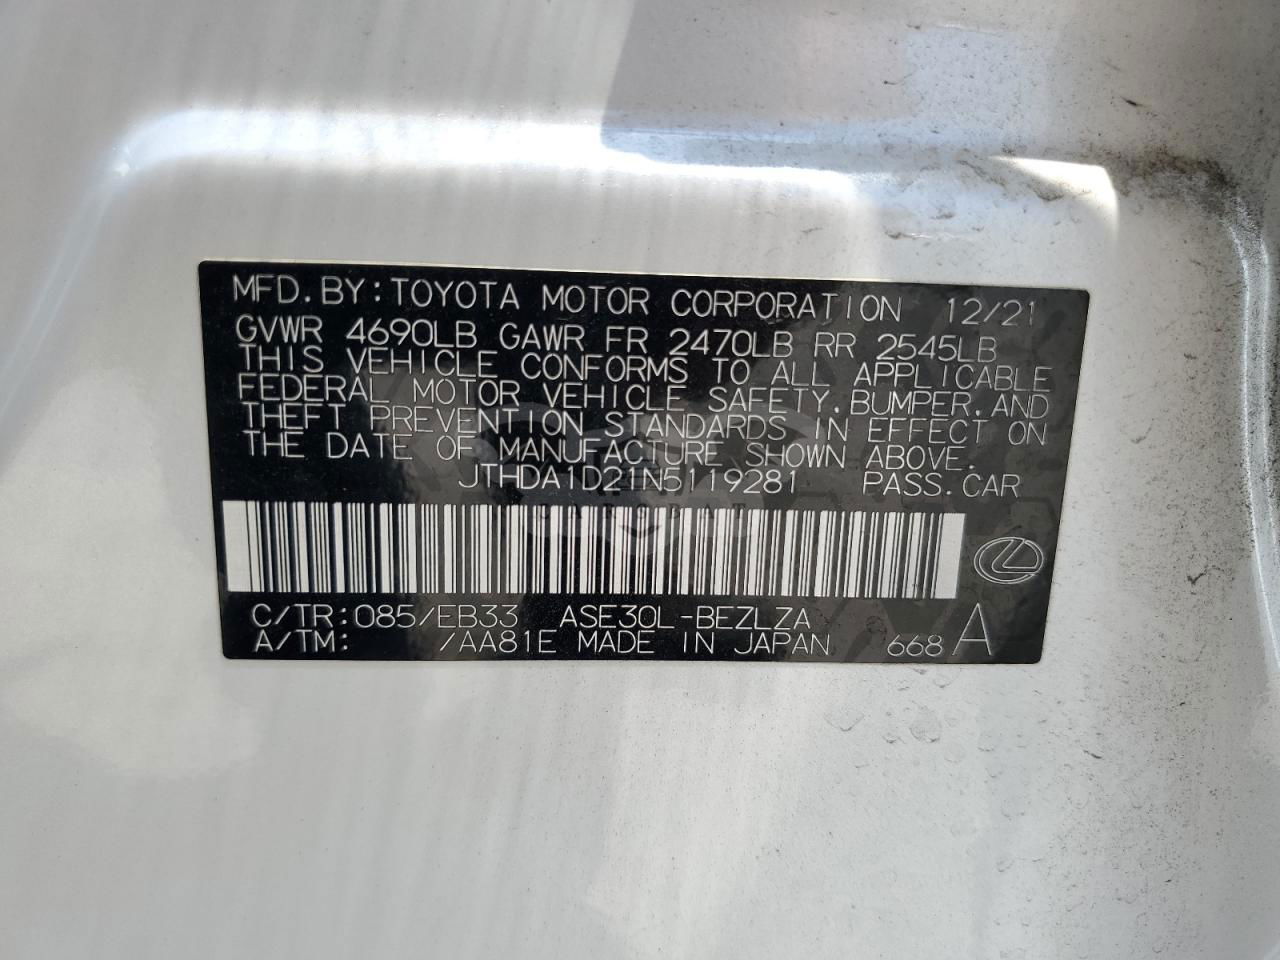 MFD. BY: TOYOTA MOTOR CORPORATION 12/21
GVWR 4690LB GAWR FR 2470LB RR 2545LB
THIS VEHICLE CONFORMS TO ALL APPLICABLE
FEDERAL MOTOR VEHICLE SAFETY, BUMPER, AND
THEFT PREVENTION STANDARDS IN EFFECT ON
THE DATE OF MANUFACTURE SHOWN ABOVE.
JTHDA1D21N5119281 PASS. CAR
C/TR: 085/EB33 ASE30L-BEZLZA
A/TM: /AA81E MADE IN JAPAN 668 A